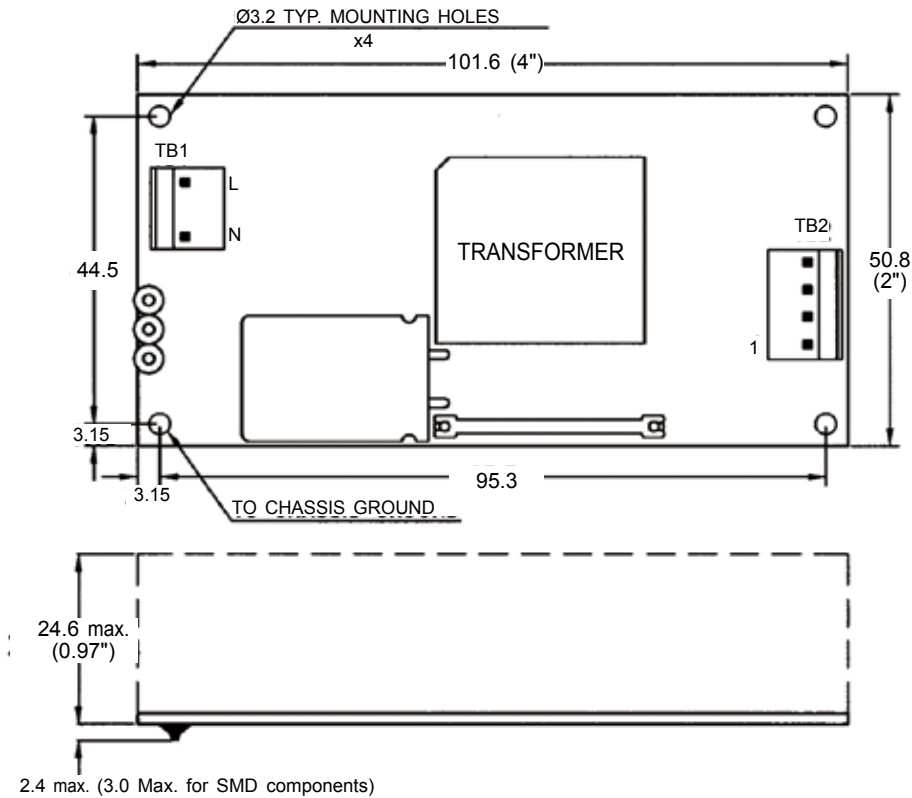 Ø3.2 TYP. MOUNTING HOLES
x4
101.6 (4")
TB1
L
N
TRANSFORMER
TB2
1
44.5
50.8
(2")
3.15
3.15
95.3
TO CHASSIS GROUND
24.6 max.
(0.97")
2.4 max. (3.0 Max. for SMD components)